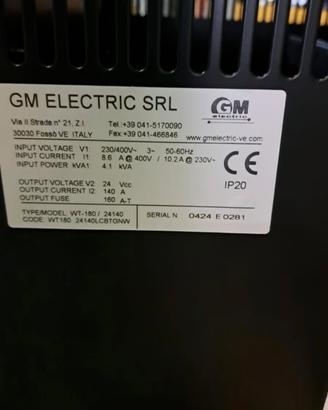 GM ELECTRIC SRL
GM
electric
Via II Strada n° 21, Z.I. Tel.:+39 041-5170090
30030 Fossò VE ITALY Fax:+39 041-466846
www.gmelectric-ve.com
INPUT VOLTAGE V1: 230/400V~ 3~ 50-60Hz
INPUT CURRENT I1: 8.6 A @ 400V / 10.2 A @ 230V~
INPUT POWER kVA1: 4.1 kVA
CE
IP20
OUTPUT VOLTAGE V2 24 Vcc
OUTPUT CURRENT I2: 140 A
OUTPUT FUSE 160 A-T
TYPE/MODEL: WT-180 / 24140
CODE: WT180 24140LCBTGNW
SERIAL N 0424 E 0281